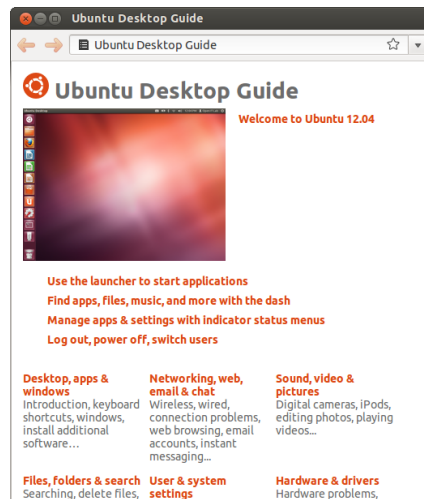 Ubuntu Desktop Guide
Ubuntu Desktop Guide
Ubuntu Desktop Guide
Welcome to Ubuntu 12.04
Use the launcher to start applications
Find apps, files, music, and more with the dash
Manage apps & settings with indicator status menus
Log out, power off, switch users
Desktop, apps &
windows
Introduction, keyboard
shortcuts, windows,
install additional
software…
Networking, web,
email & chat
Wireless, wired,
connection problems,
web browsing, email
accounts, instant
messaging...
Sound, video &
pictures
Digital cameras, iPods,
editing photos, playing
videos...
Files, folders & search
Searching, delete files,
User & system
settings
Hardware & drivers
Hardware problems,